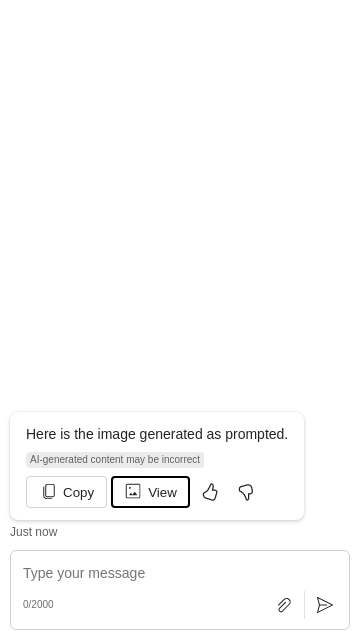 Here is the image generated as prompted.
AI-generated content may be incorrect
Copy
View
Just now
Type your message
0/2000